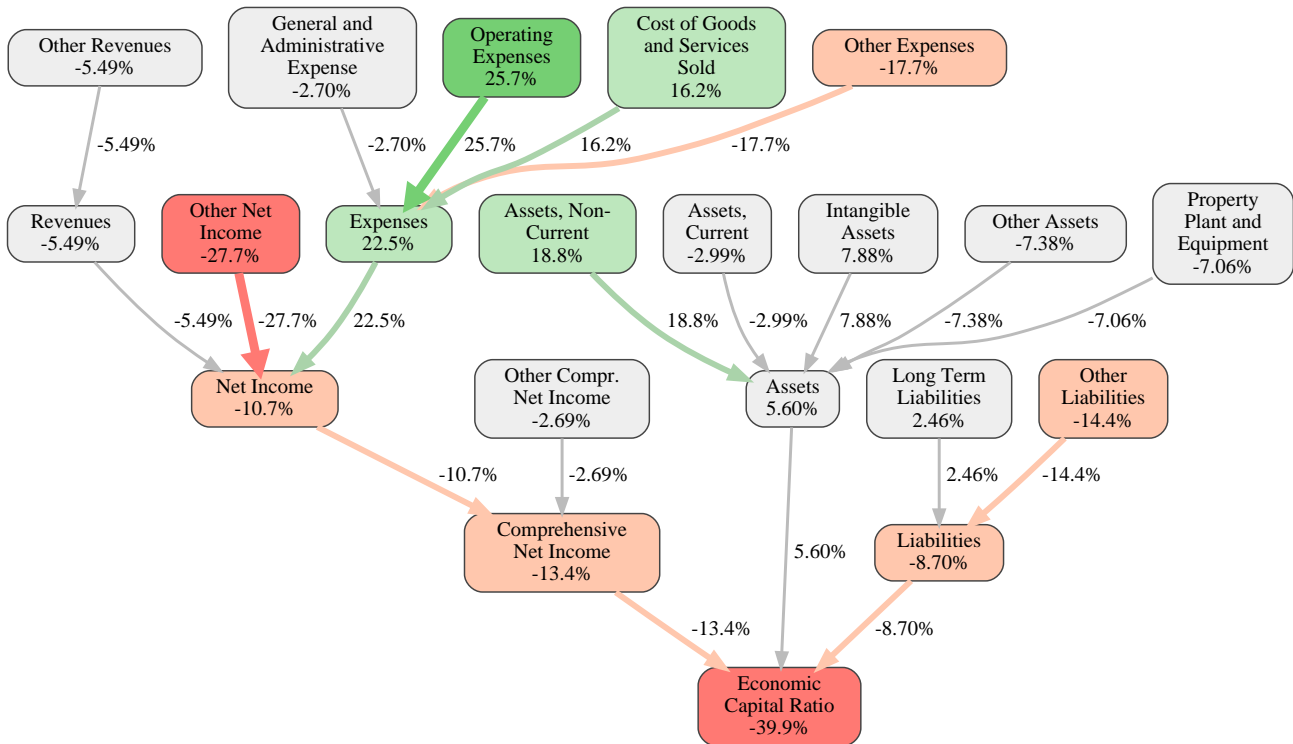 Other Revenues
-5.49%
General and
Administrative
Expense
-2.70%
Operating
Expenses
25.7%
Cost of Goods
and Services
Sold
16.2%
Other Expenses
-17.7%
-5.49%
-2.70%
25.7%
16.2%
-17.7%
Revenues
-5.49%
Other Net
Income
-27.7%
Expenses
22.5%
Assets, Non-
Current
18.8%
Assets,
Current
-2.99%
Intangible
Assets
7.88%
Other Assets
-7.38%
Property
Plant and
Equipment
-7.06%
-5.49%
-27.7%
22.5%
18.8%
-2.99%
7.88%
-7.38%
-7.06%
Net Income
-10.7%
Other Compr.
Net Income
-2.69%
Assets
5.60%
Long Term
Liabilities
2.46%
Other
Liabilities
-14.4%
-10.7%
-2.69%
2.46%
-14.4%
Comprehensive
Net Income
-13.4%
5.60%
Liabilities
-8.70%
-13.4%
-8.70%
Economic
Capital Ratio
-39.9%